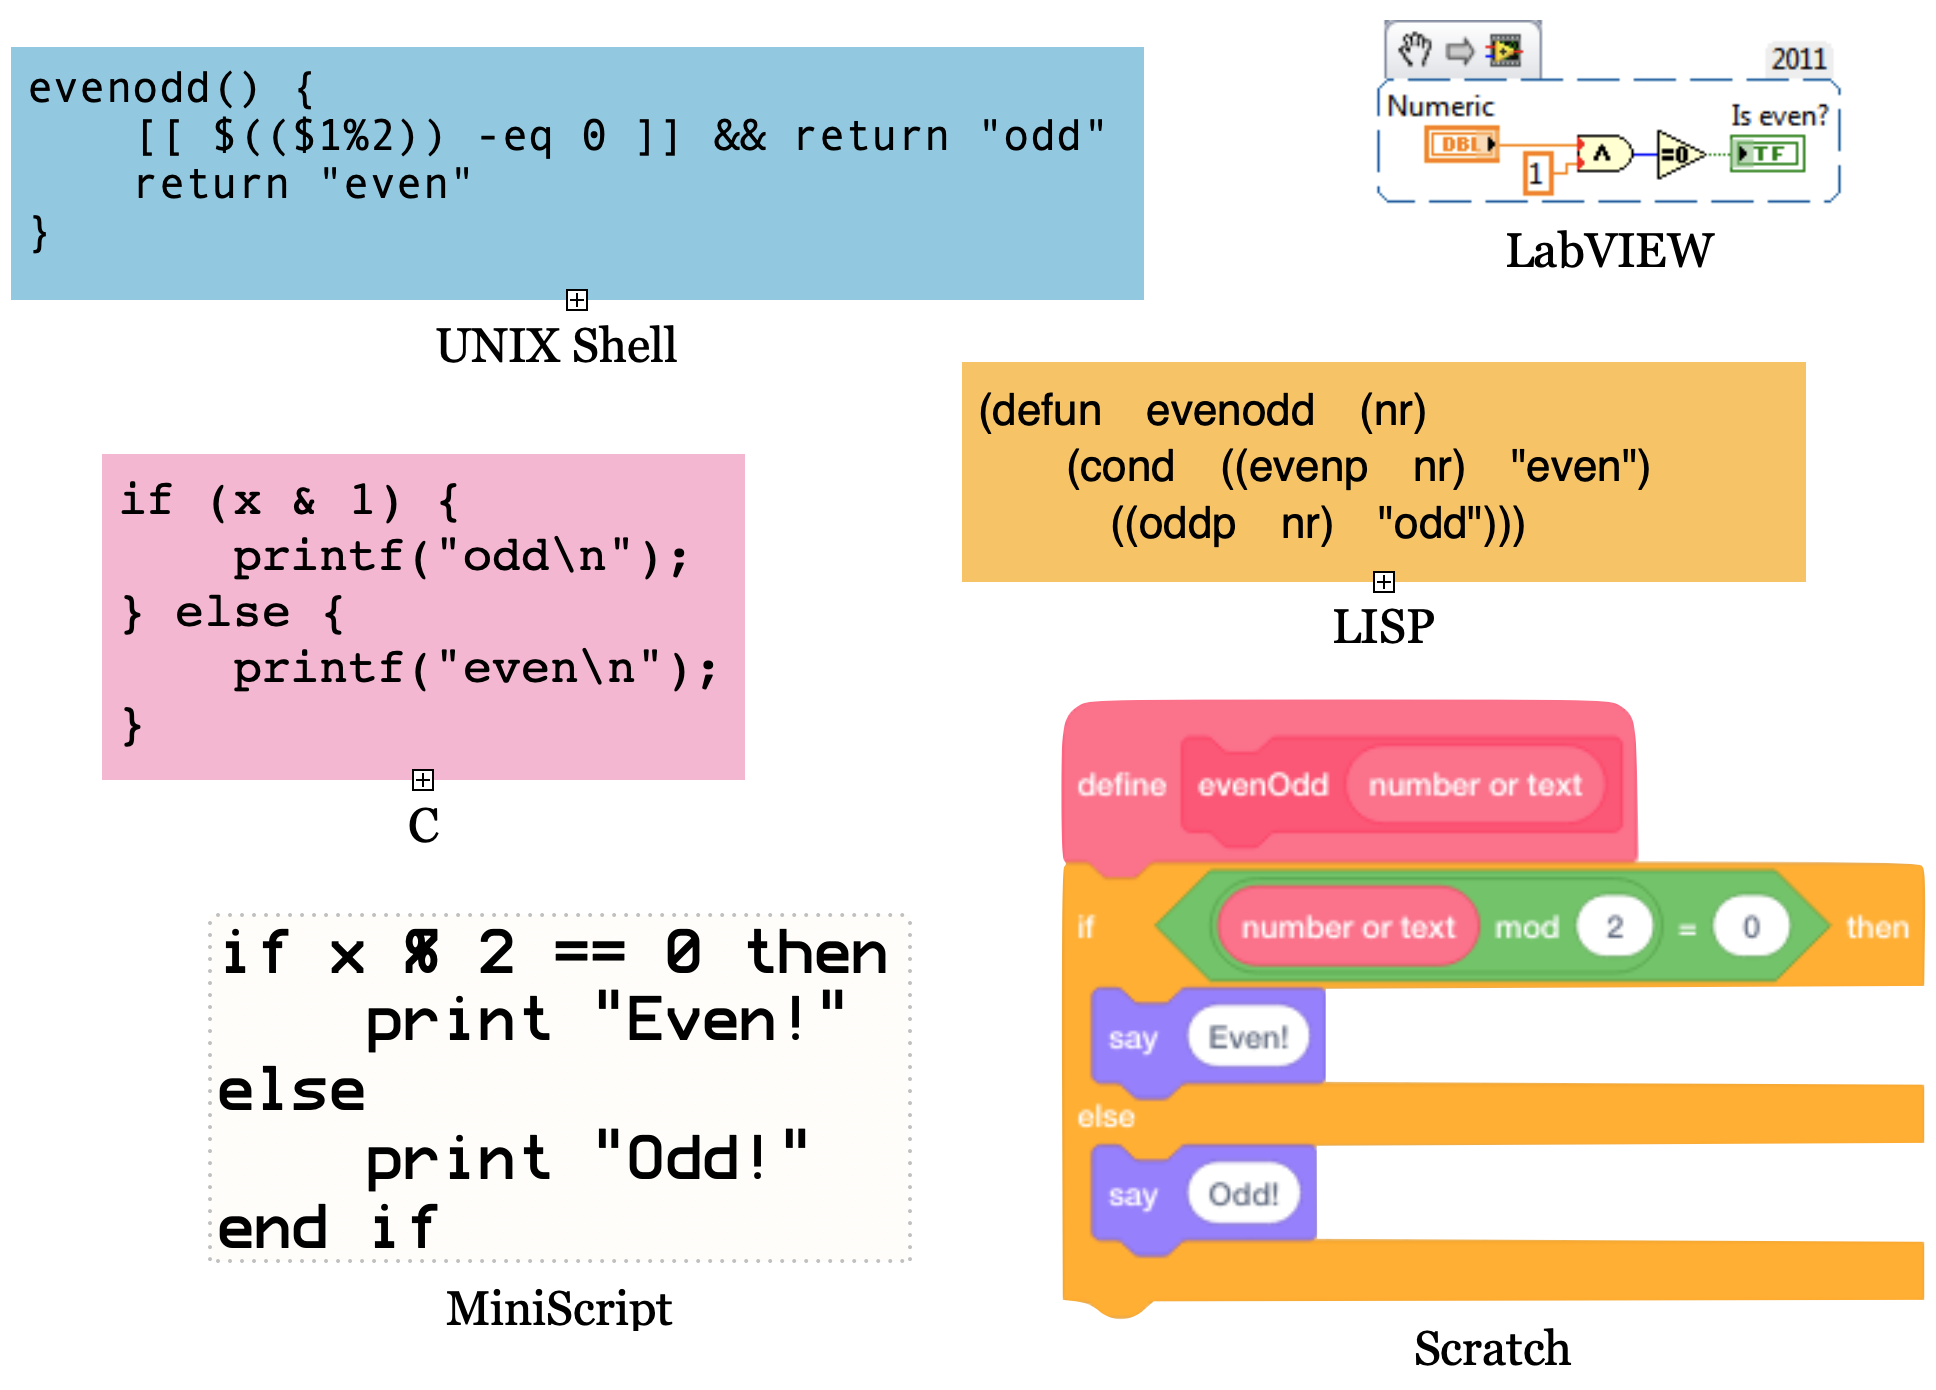 evenodd() {
    [[ $(($1%2)) -eq 0 ]] && return "odd"
    return "even"
}
UNIX Shell
2011
Numeric
Is even?
DBL
1
=0
TF
LabVIEW
(defun evenodd (nr)
    (cond ((evenp nr) "even")
      ((oddp nr) "odd")))
LISP
if (x & 1) {
    printf("odd\n");
} else {
    printf("even\n");
}
C
define evenOdd number or text
if number or text mod 2 = 0 then
say Even!
else
say Odd!
Scratch
if x % 2 == 0 then
    print "Even!"
else
    print "Odd!"
end if
MiniScript